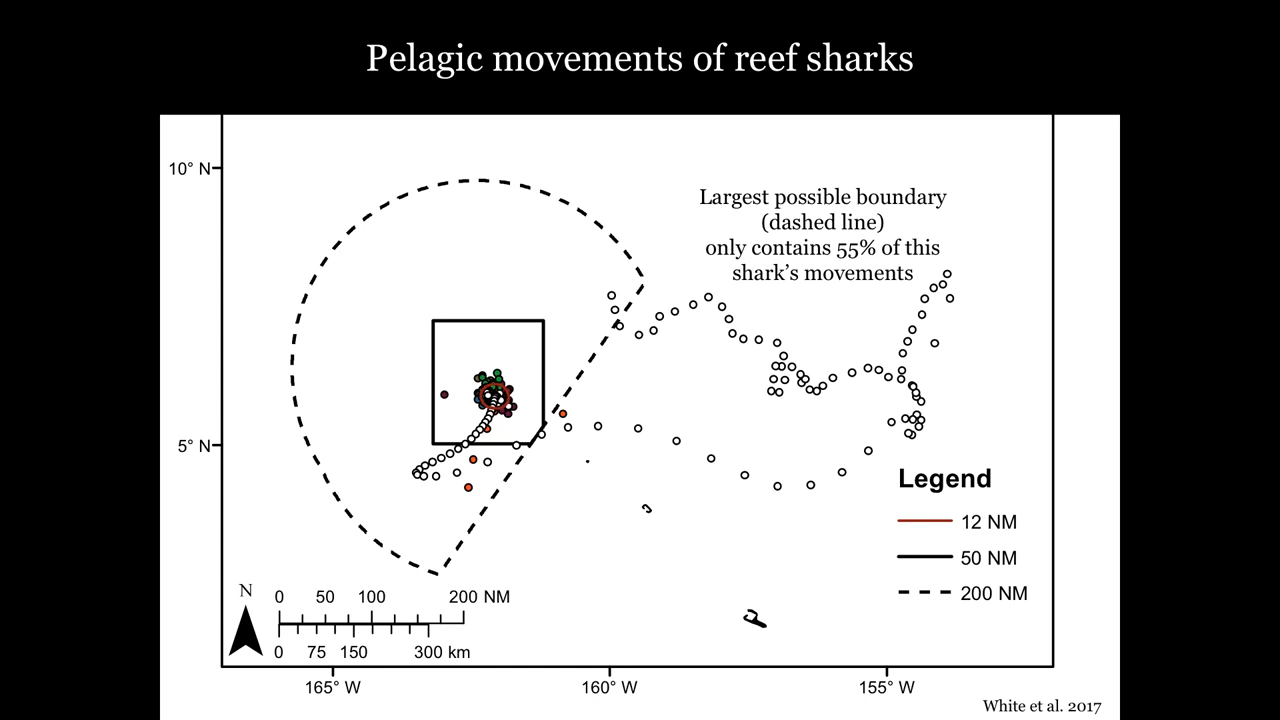 Pelagic movements of reef sharks
10° N
Largest possible boundary
(dashed line)
only contains 55% of this
shark’s movements
5° N
Legend
12 NM
50 NM
200 NM
N
0 50 100 200 NM
0 75 150 300 km
165° W 160° W 155° W
White et al. 2017